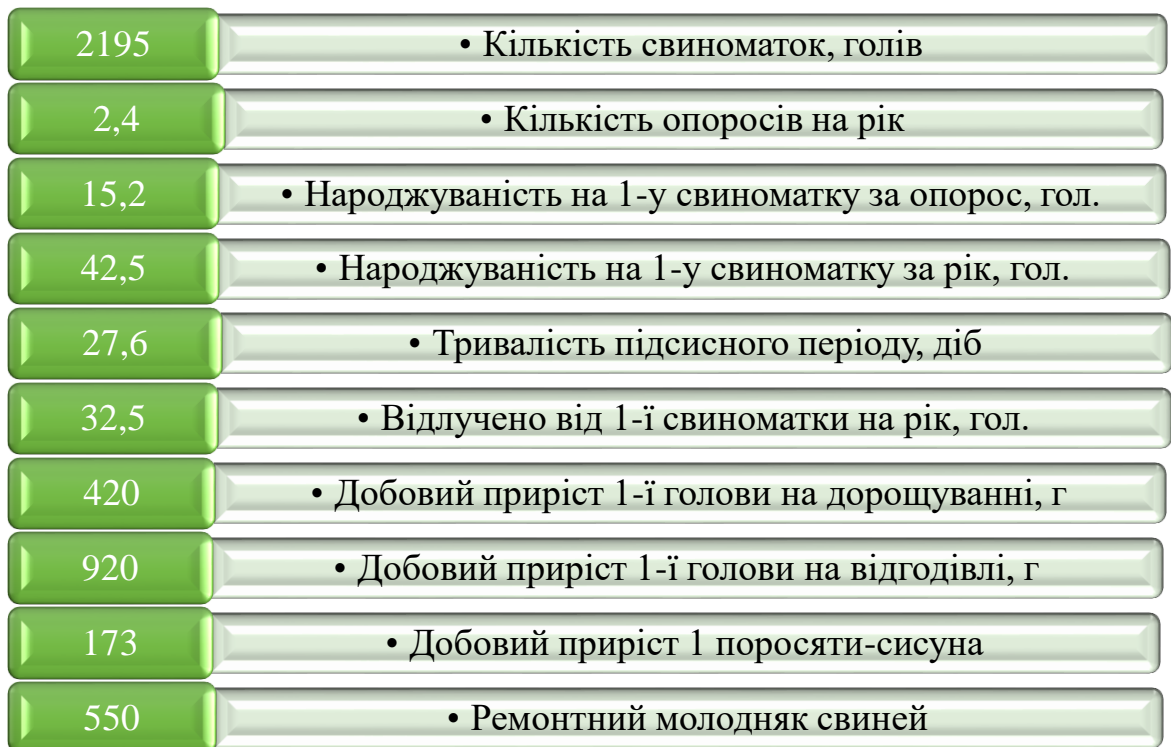 2195 • Кількість свиноматок, голів
2,4 • Кількість опоросів на рік
15,2 • Народжуваність на 1-у свиноматку за опорос, гол.
42,5 • Народжуваність на 1-у свиноматку за рік, гол.
27,6 • Тривалість підсисного періоду, діб
32,5 • Відлучено від 1-ї свиноматки на рік, гол.
420 • Добовий приріст 1-ї голови на дорощуванні, г
920 • Добовий приріст 1-ї голови на відгодівлі, г
173 • Добовий приріст 1 поросяти-сисуна
550 • Ремонтний молодняк свиней